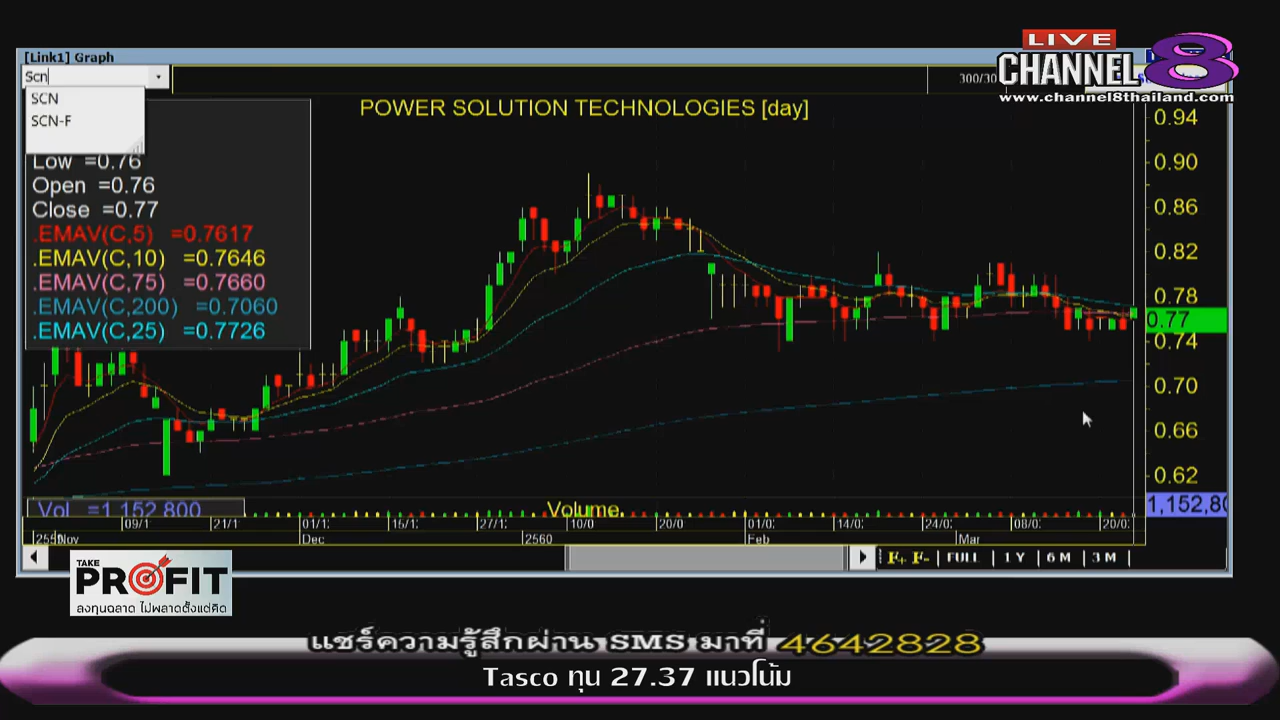 [Link1] Graph
LIVE
CHANNEL 8
www.channel8thailand.com
Scn
300/30
SCN
SCN-F
POWER SOLUTION TECHNOLOGIES [day]
Low =0.76
Open =0.76
Close =0.77
.EMAV(C,5) =0.7617
.EMAV(C,10) =0.7646
.EMAV(C,75) =0.7660
.EMAV(C,200) =0.7060
.EMAV(C,25) =0.7726
0.94
0.90
0.86
0.82
0.78
0.77
0.74
0.70
0.66
0.62
Vol =1,152,800
Volume
1,152,80
09/1
21/1
01/1
15/1
27/1
10/0
20/0
01/0
14/0
24/0
08/0
20/0
Nov
Dec
2560
Feb
Mar
F+ F- FULL 1 Y 6 M 3 M
TAKE
PROFIT
ลงทุนฉลาด ไม่พลาดตั้งแต่คิด
แชร์ความรู้สึกผ่าน SMS มาที่ 4642828
Tasco ทุน 27.37 แนวโน้ม